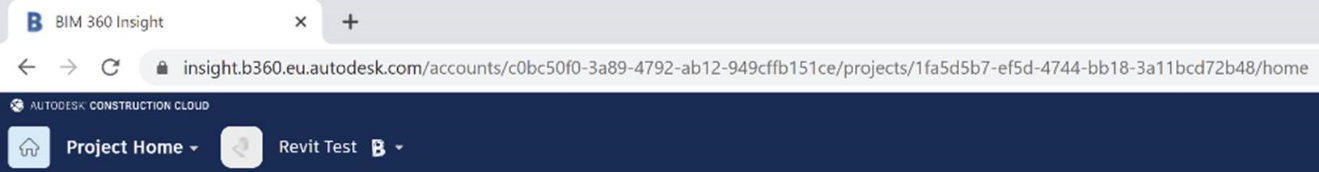 BIM 360 Insight
insight.b360.eu.autodesk.com/accounts/c0bc50f0-3a89-4792-ab12-949cffb151ce/projects/1fa5d5b7-ef5d-4744-bb18-3a11bcd72b48/home
AUTODESK CONSTRUCTION CLOUD
Project Home Revit Test B